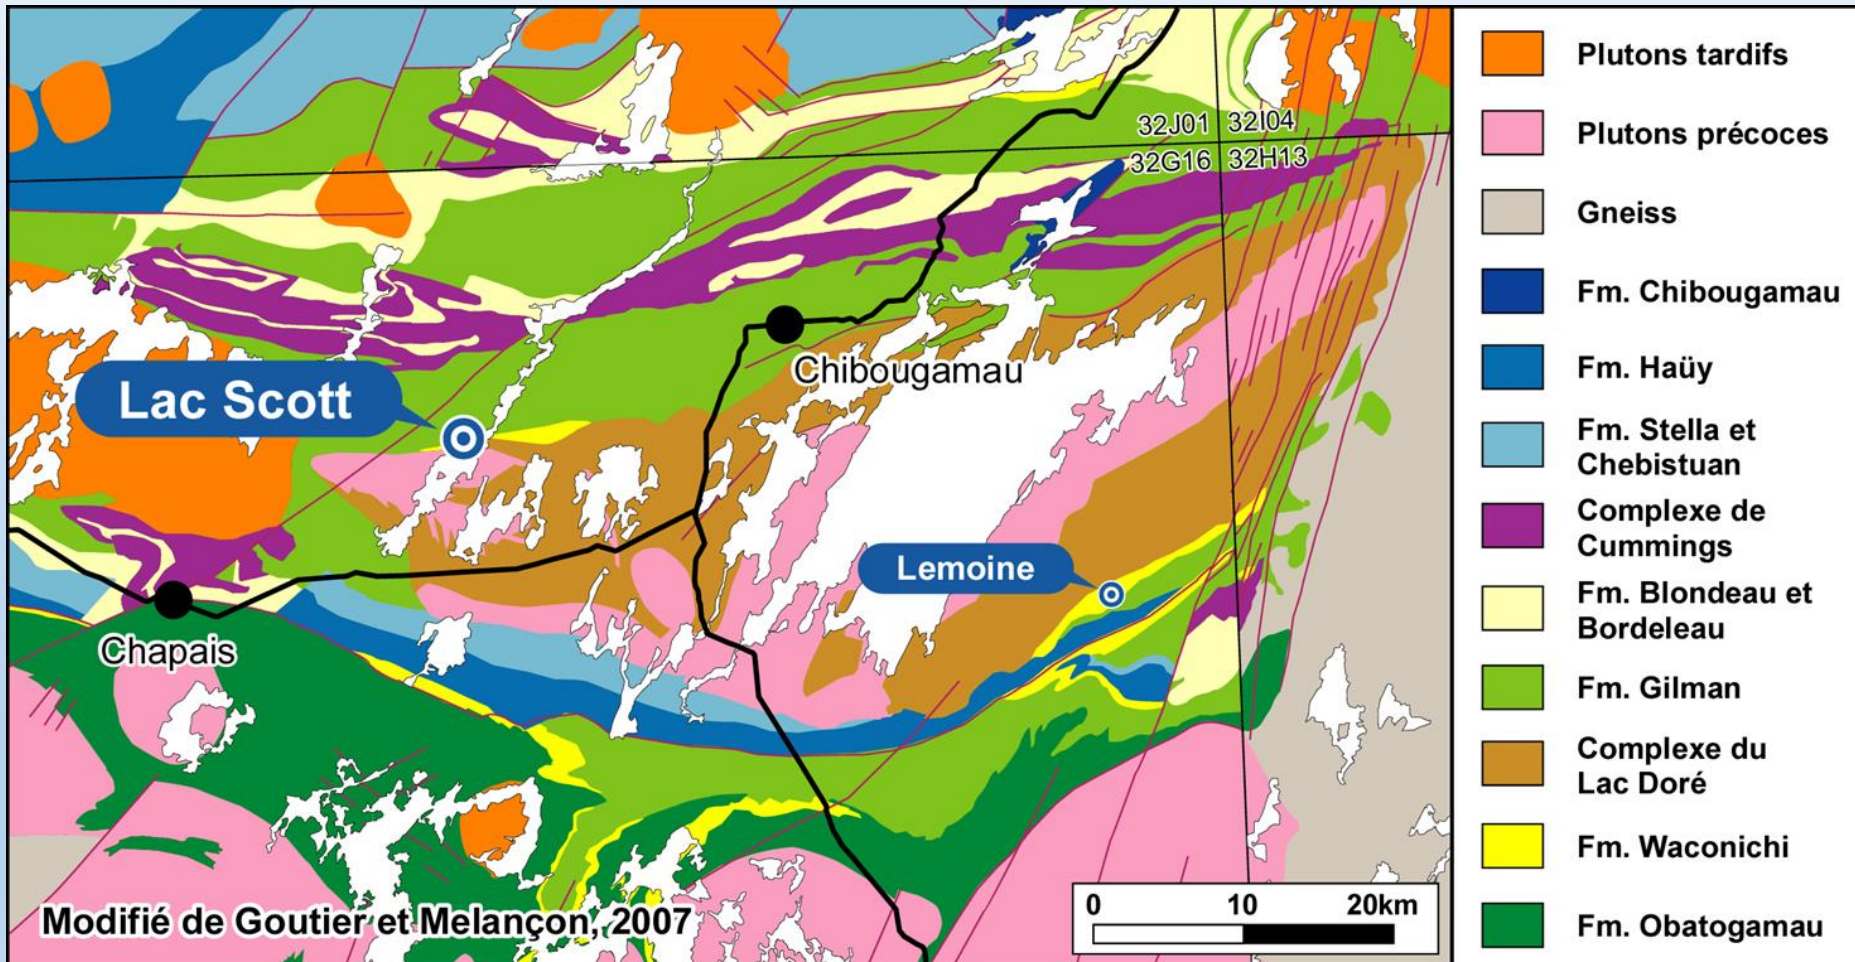 32J01 32I04
32G16 32H13
Chibougamau
Lac Scott
Lemoine
Chapais
Modifié de Goutier et Melançon, 2007
0 10 20km
Plutons tardifs
Plutons précoces
Gneiss
Fm. Chibougamau
Fm. Haüy
Fm. Stella et
Chebistuan
Complexe de
Cummings
Fm. Blondeau et
Bordeleau
Fm. Gilman
Complexe du
Lac Doré
Fm. Waconichi
Fm. Obatogamau